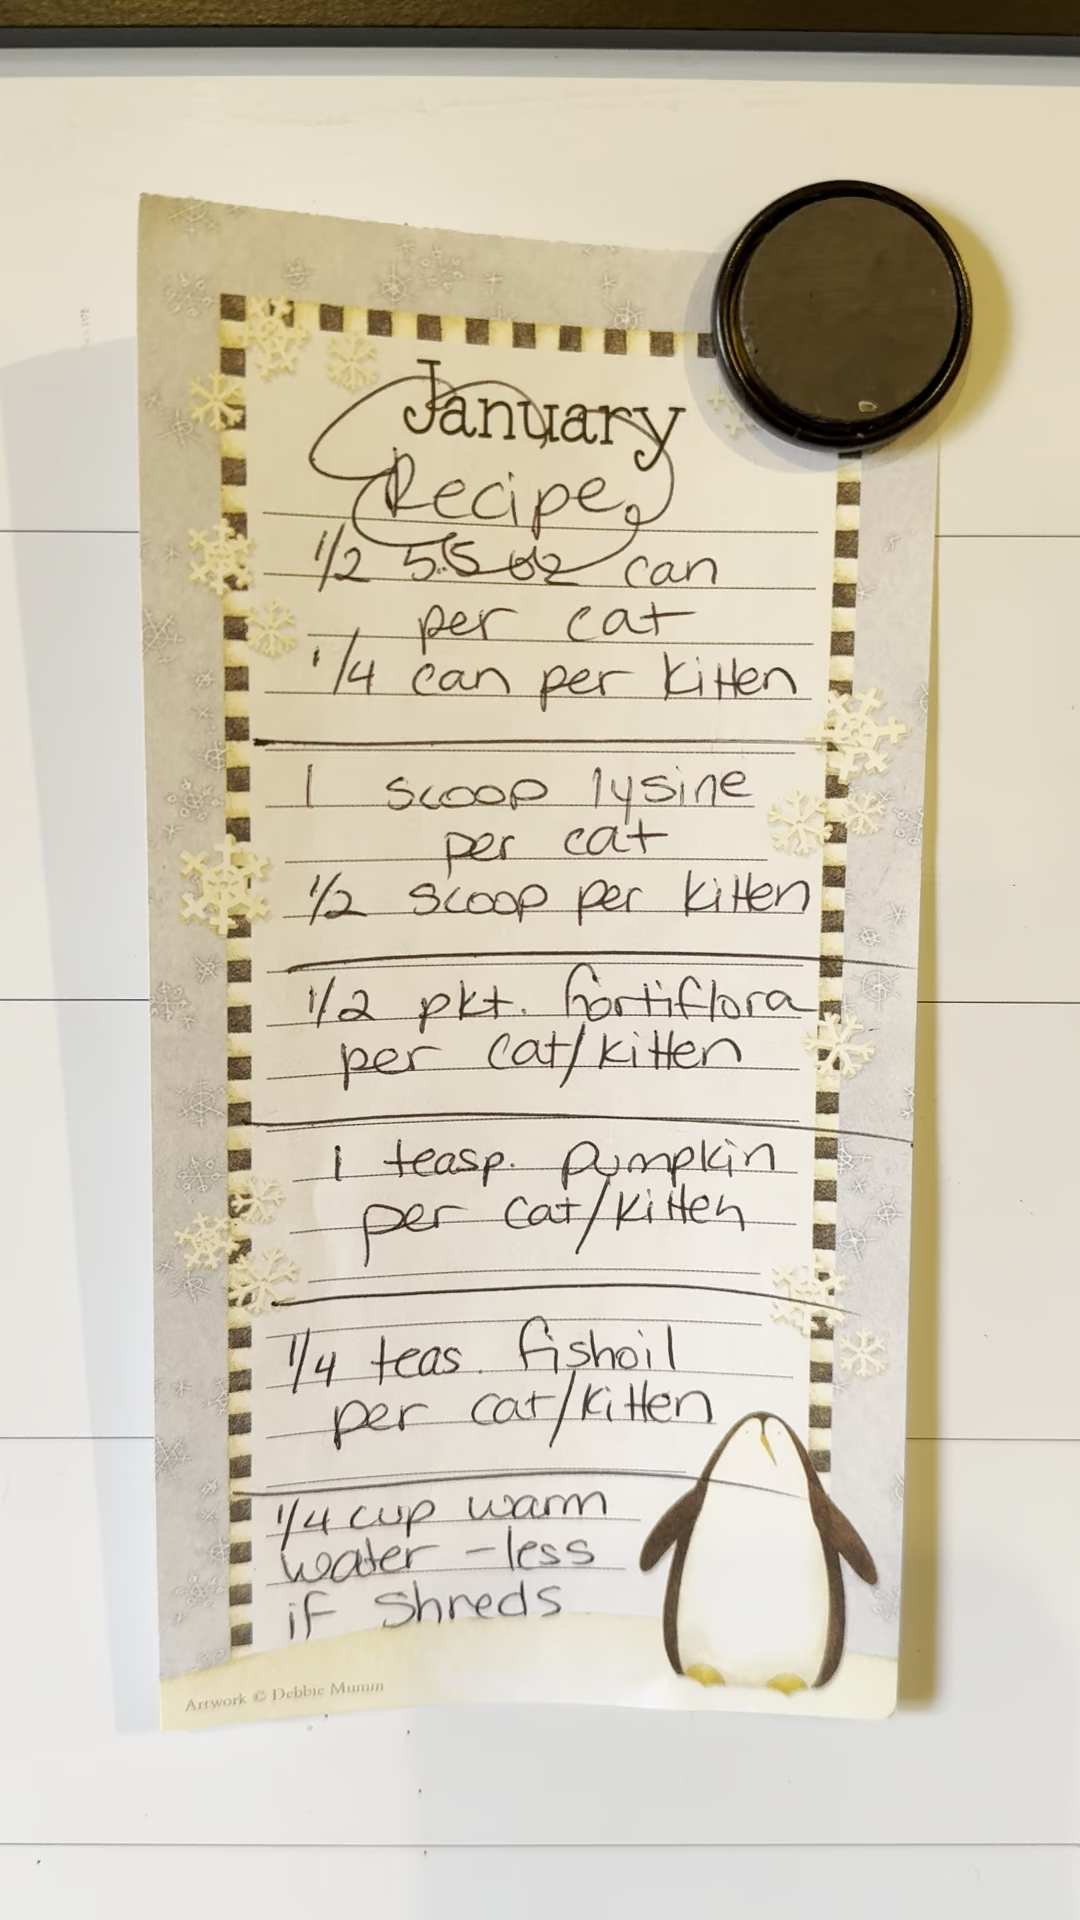 January
Recipe
1/2 5.5 oz can
per cat
1/4 can per kitten
1 scoop lysine
per cat
1/2 scoop per kitten
1/2 pkt. fortiflora
per cat/kitten
1 teasp. pumpkin
per cat/kitten
1/4 teas. fishoil
per cat/kitten
1/4 cup warm
water - less
if shreds
Artwork © Debbie Mumm